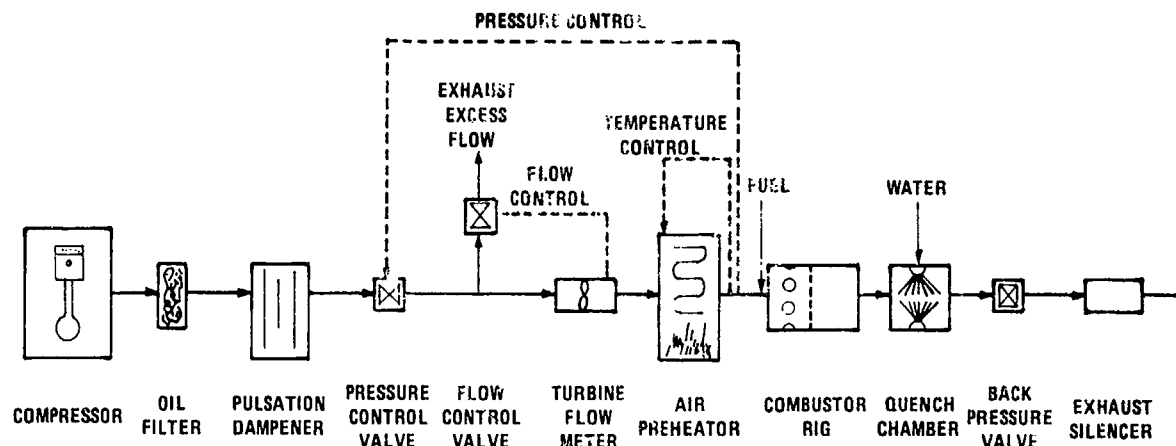 PRESSURE CONTROL
EXHAUST
EXCESS
FLOW
TEMPERATURE
CONTROL
FLOW
CONTROL
FUEL
WATER
COMPRESSOR
OIL
FILTER
PULSATION
DAMPENER
PRESSURE
CONTROL
VALVE
FLOW
CONTROL
VALVE
TURBINE
FLOW
METER
AIR
PREHEATOR
COMBUSTOR
RIG
QUENCH
CHAMBER
BACK
PRESSURE
VALVE
EXHAUST
SILENCER